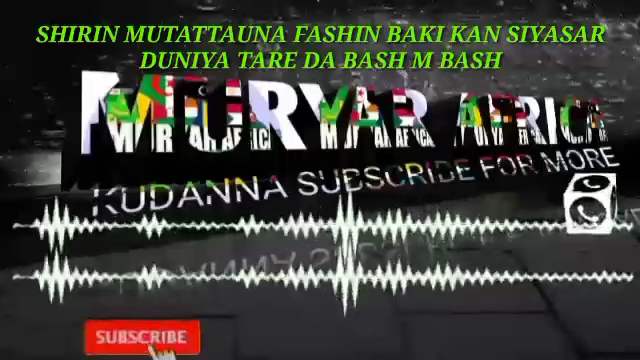 SHIRIN MUTATTAUNA FASHIN BAKI KAN SIYASAR
DUNIYA TARE DA BASH M BASH
MURYAR AFRICA
KUDANNA SUBSCRIBE FOR MORE
SUBSCRIBE